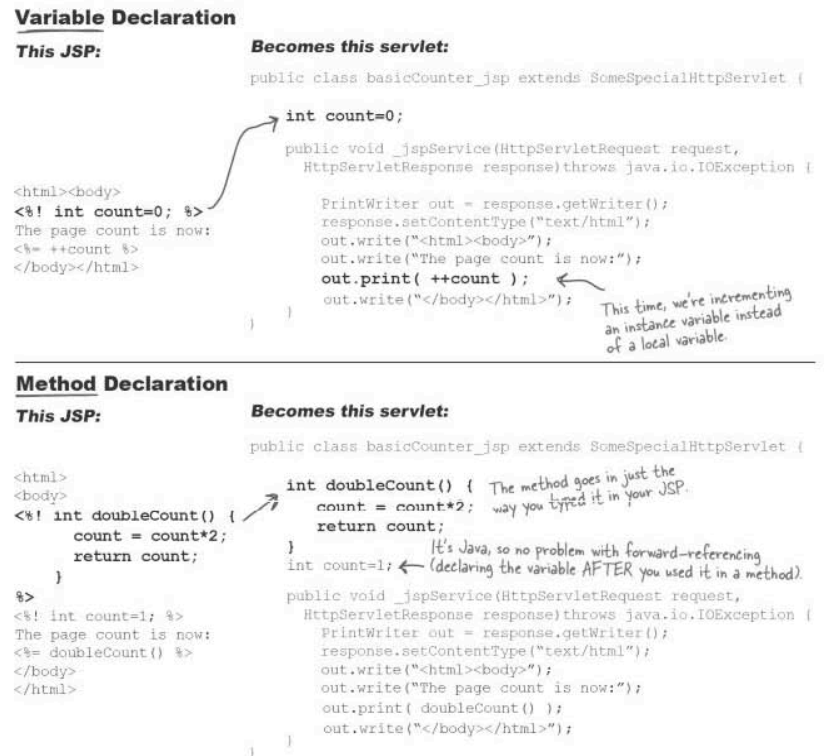 Variable Declaration
This JSP:
Becomes this servlet:
public class basicCounter_jsp extends SomeSpecialHttpServlet {
int count=0;
public void _jspService(HttpServletRequest request,
HttpServletResponse response)throws java.io.IOException {
<html><body>
<%! int count=0; %>
The page count is now:
<%= ++count %>
</body></html>
PrintWriter out = response.getWriter();
response.setContentType("text/html");
out.write("<html><body>");
out.write("The page count is now:");
out.print( ++count );
out.write("</body></html>");
}
}
This time, we're incrementing
an instance variable instead
of a local variable.
Method Declaration
This JSP:
Becomes this servlet:
public class basicCounter_jsp extends SomeSpecialHttpServlet {
<html>
<body>
<%! int doubleCount() {
count = count*2;
return count;
}
%>
<%! int count=1; %>
The page count is now:
<%= doubleCount() %>
</body>
</html>
int doubleCount() {
count = count*2;
return count;
}
The method goes in just the
way you typed it in your JSP.
int count=1;
It's Java, so no problem with forward-referencing
(declaring the variable AFTER you used it in a method).
public void _jspService(HttpServletRequest request,
HttpServletResponse response)throws java.io.IOException {
PrintWriter out = response.getWriter();
response.setContentType("text/html");
out.write("<html><body>");
out.write("The page count is now:");
out.print( doubleCount() );
out.write("</body></html>");
}
}